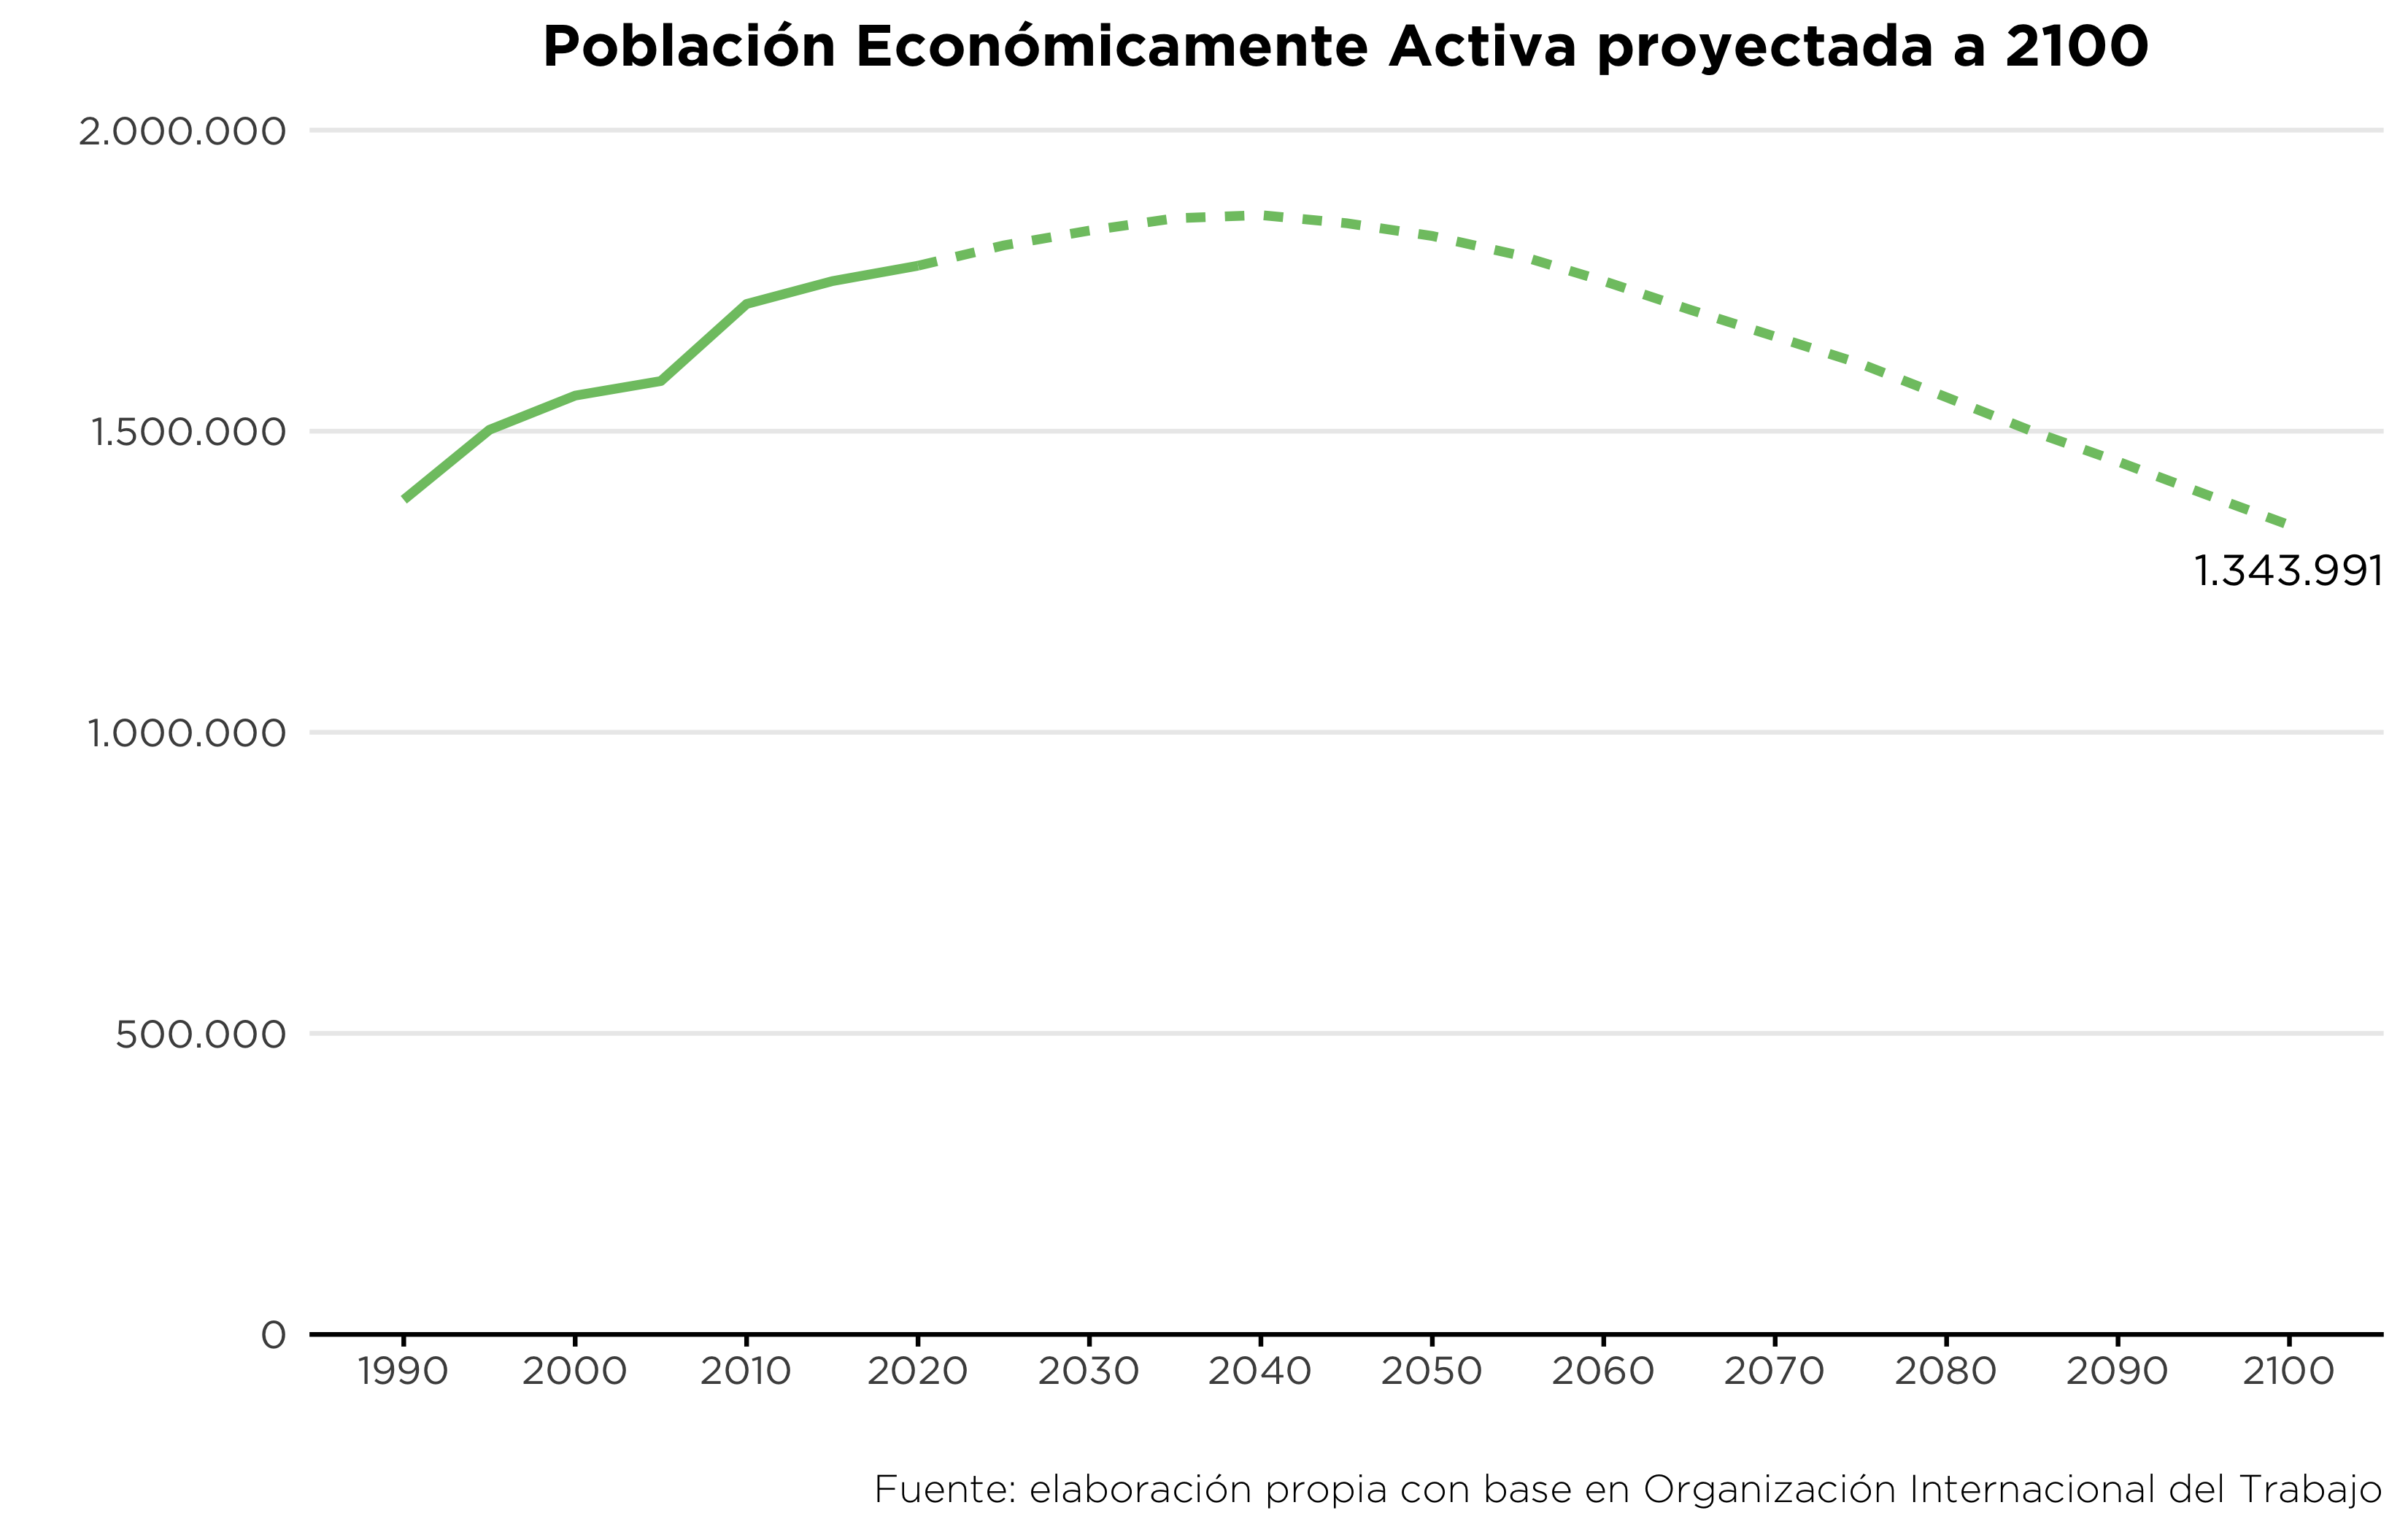 Población Económicamente Activa proyectada a 2100
2.000.000
1.500.000
1.343.991
1.000.000
500.000
0
1990 2000 2010 2020 2030 2040 2050 2060 2070 2080 2090 2100
Fuente: elaboración propia con base en Organización Internacional del Trabajo